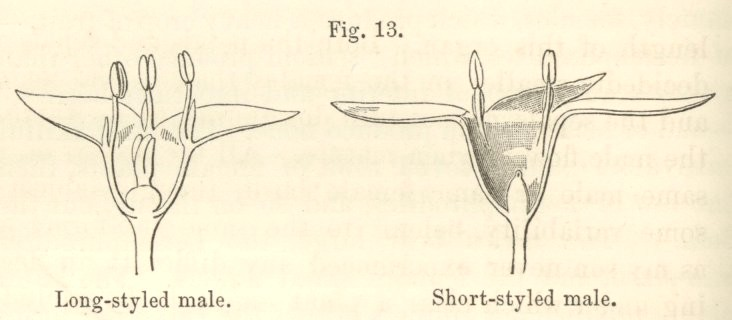 Fig. 13.
Long-styled male.
Short-styled male.